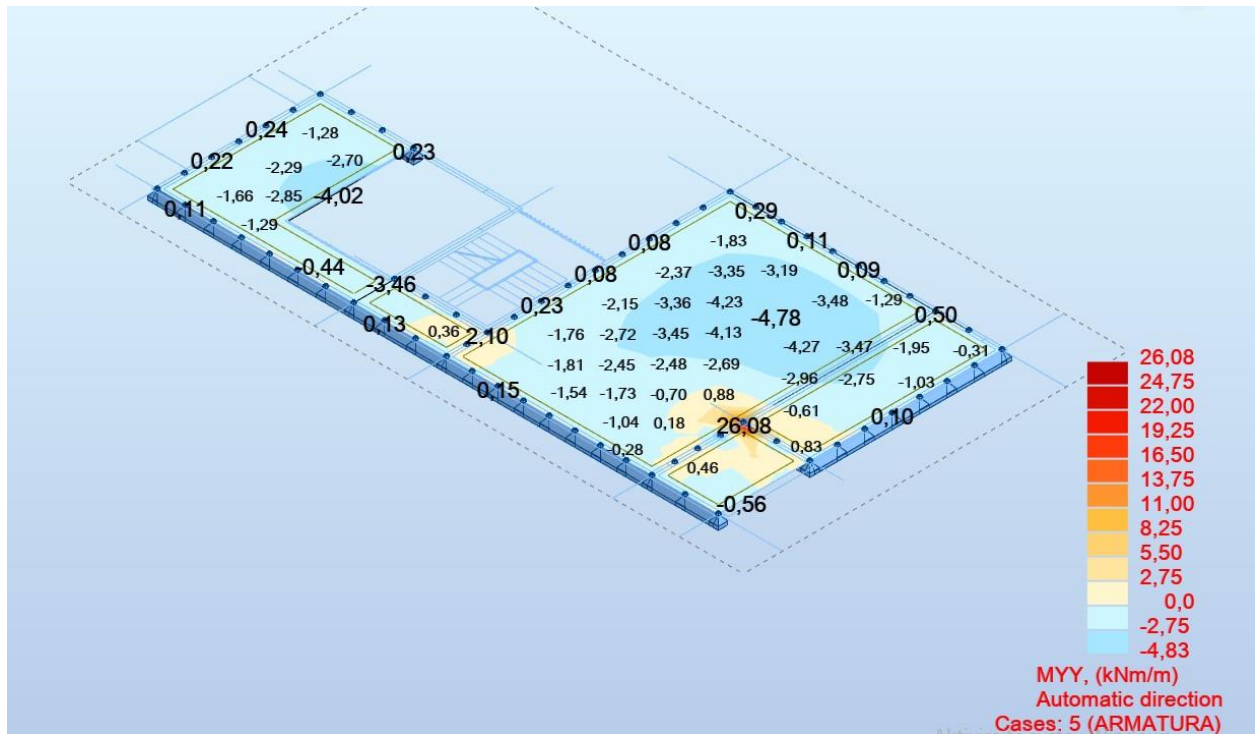 0,24 -1,28
0,22 -2,29 -2,70 0,23
-1,66 -2,85 -4,02
0,11 -1,29
-0,44
-3,46
0,13 0,36 2,10
0,15
0,29
0,08 -1,83 0,11
0,08 -2,37 -3,35 -3,19 0,09
0,23 -2,15 -3,36 -4,23 -3,48 -1,29
-4,78 0,50
-1,76 -2,72 -3,45 -4,13
-4,27 -3,47 -1,95 -0,31
-1,81 -2,45 -2,48 -2,69
-2,96 -2,75 -1,03
-1,54 -1,73 -0,70 0,88
-0,61 0,10
-1,04 0,18 26,08
-0,28 0,83
0,46
-0,56
26,08
24,75
22,00
19,25
16,50
13,75
11,00
8,25
5,50
2,75
0,0
-2,75
-4,83
MYY, (kNm/m)
Automatic direction
Cases: 5 (ARMATURA)